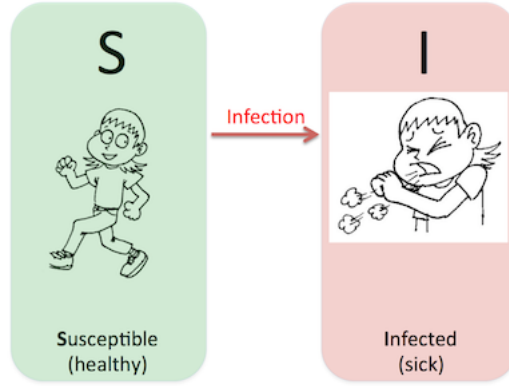 S
I
Infection
Susceptible
(healthy)
Infected
(sick)